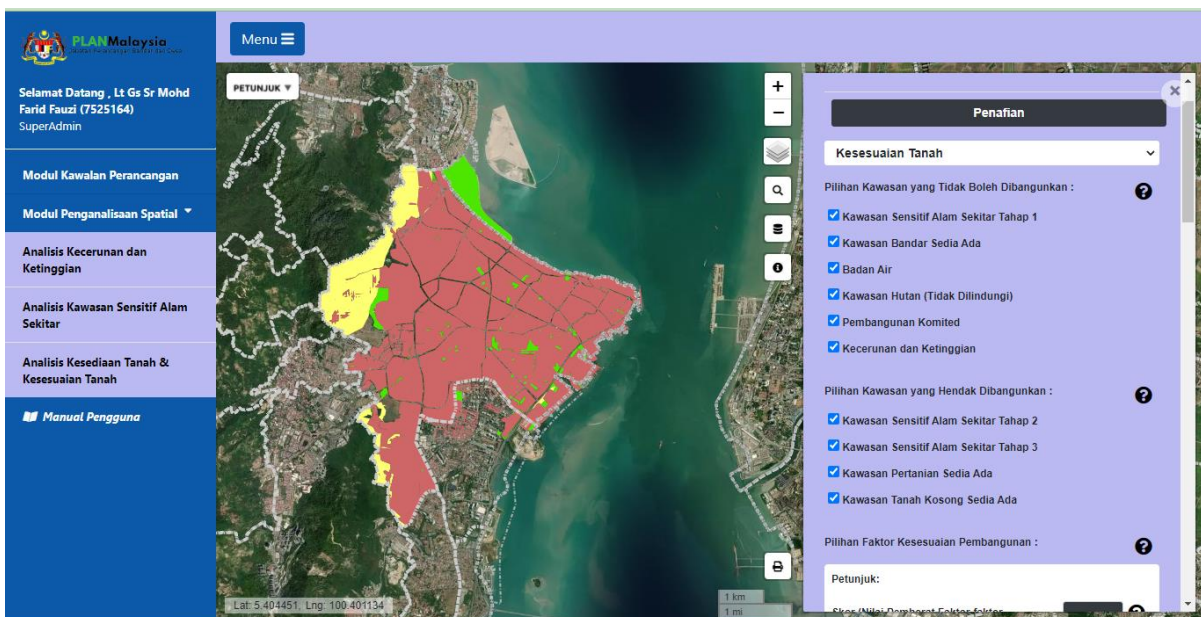 PLANMalaysia
Menu
Selamat Datang , Lt Gs Sr Mohd
Farid Fauzi (7525164)
SuperAdmin
Modul Kawalan Perancangan
Modul Penganalisaan Spatial
Analisis Kecerunan dan
Ketinggian
Analisis Kawasan Sensitif Alam
Sekitar
Analisis Kesediaan Tanah &
Kesesuaian Tanah
Manual Pengguna
PETUNJUK
Lat: 5.404451, Lng: 100.401134
1 km
1 mi
Penafian
Kesesuaian Tanah
Pilihan Kawasan yang Tidak Boleh Dibangunkan :
Kawasan Sensitif Alam Sekitar Tahap 1
Kawasan Bandar Sedia Ada
Badan Air
Kawasan Hutan (Tidak Dilindungi)
Pembangunan Komited
Kecerunan dan Ketinggian
Pilihan Kawasan yang Hendak Dibangunkan :
Kawasan Sensitif Alam Sekitar Tahap 2
Kawasan Sensitif Alam Sekitar Tahap 3
Kawasan Pertanian Sedia Ada
Kawasan Tanah Kosong Sedia Ada
Pilihan Faktor Kesesuaian Pembangunan :
Petunjuk: